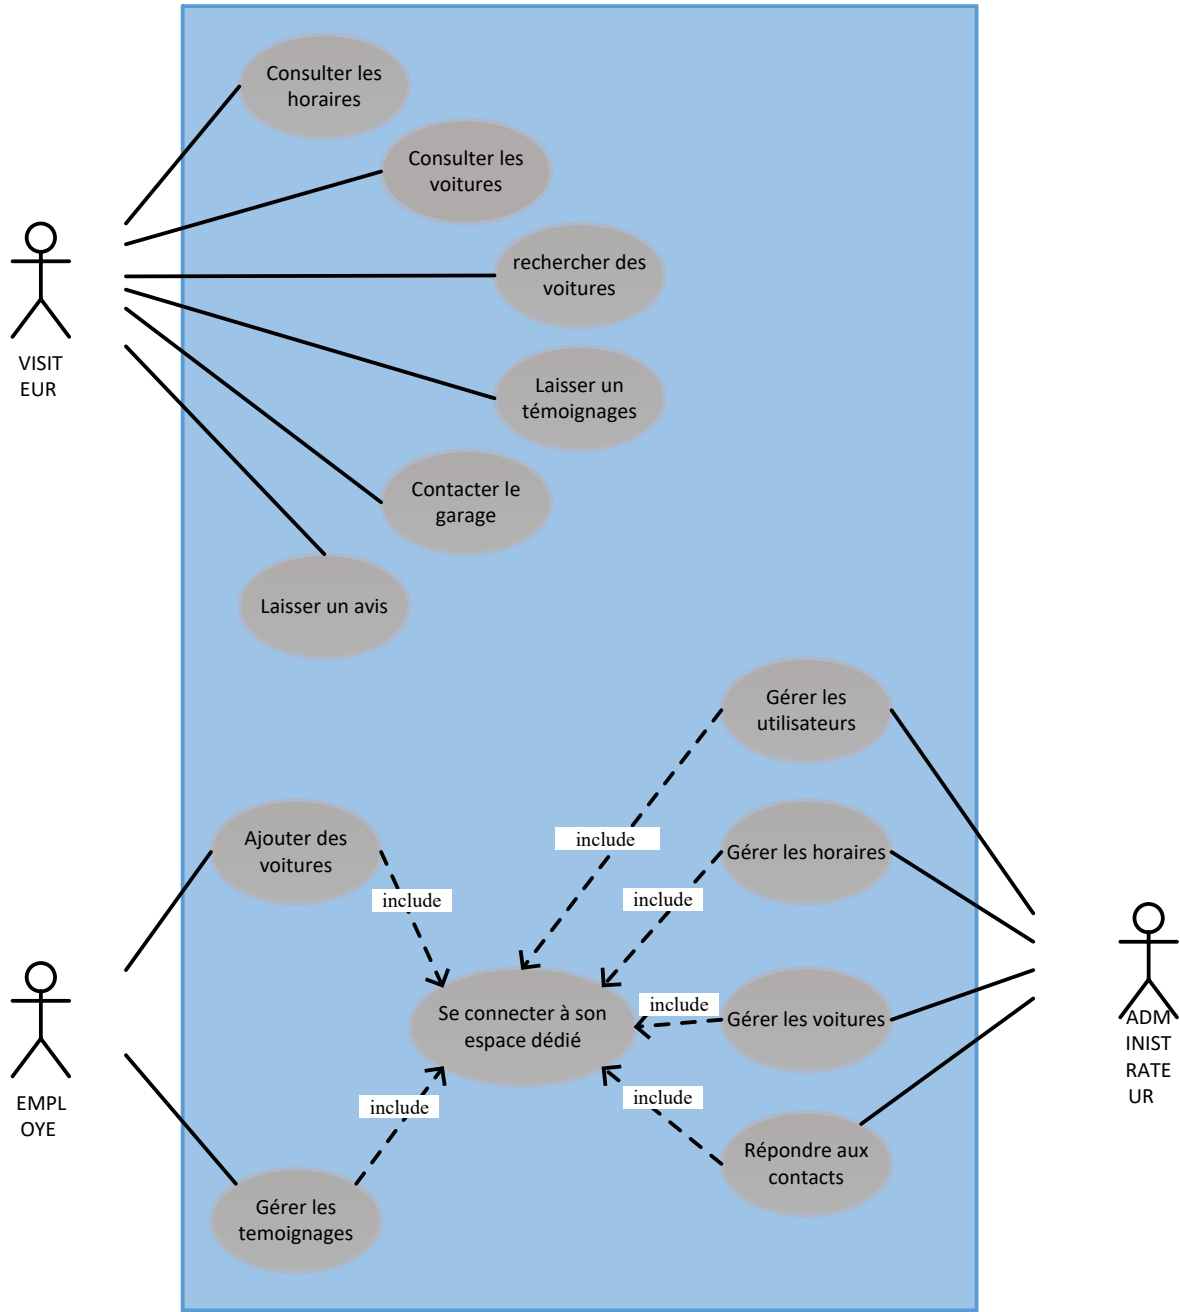 Consulter les
horaires
Consulter les
voitures
rechercher des
voitures
VISIT
EUR
Laisser un
témoignages
Contacter le
garage
Laisser un avis
Gérer les
utilisateurs
Ajouter des
voitures
include
Gérer les horaires
include
include
Se connecter à son
espace dédié
include
Gérer les voitures
ADM
INIST
RATE
UR
EMPL
OYE
include
include
Répondre aux
contacts
Gérer les
temoignages